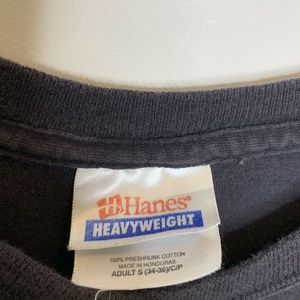 Hanes®
HEAVYWEIGHT
100% PRESHRUNK COTTON
MADE IN HONDURAS
ADULT S (34-36)/C/P